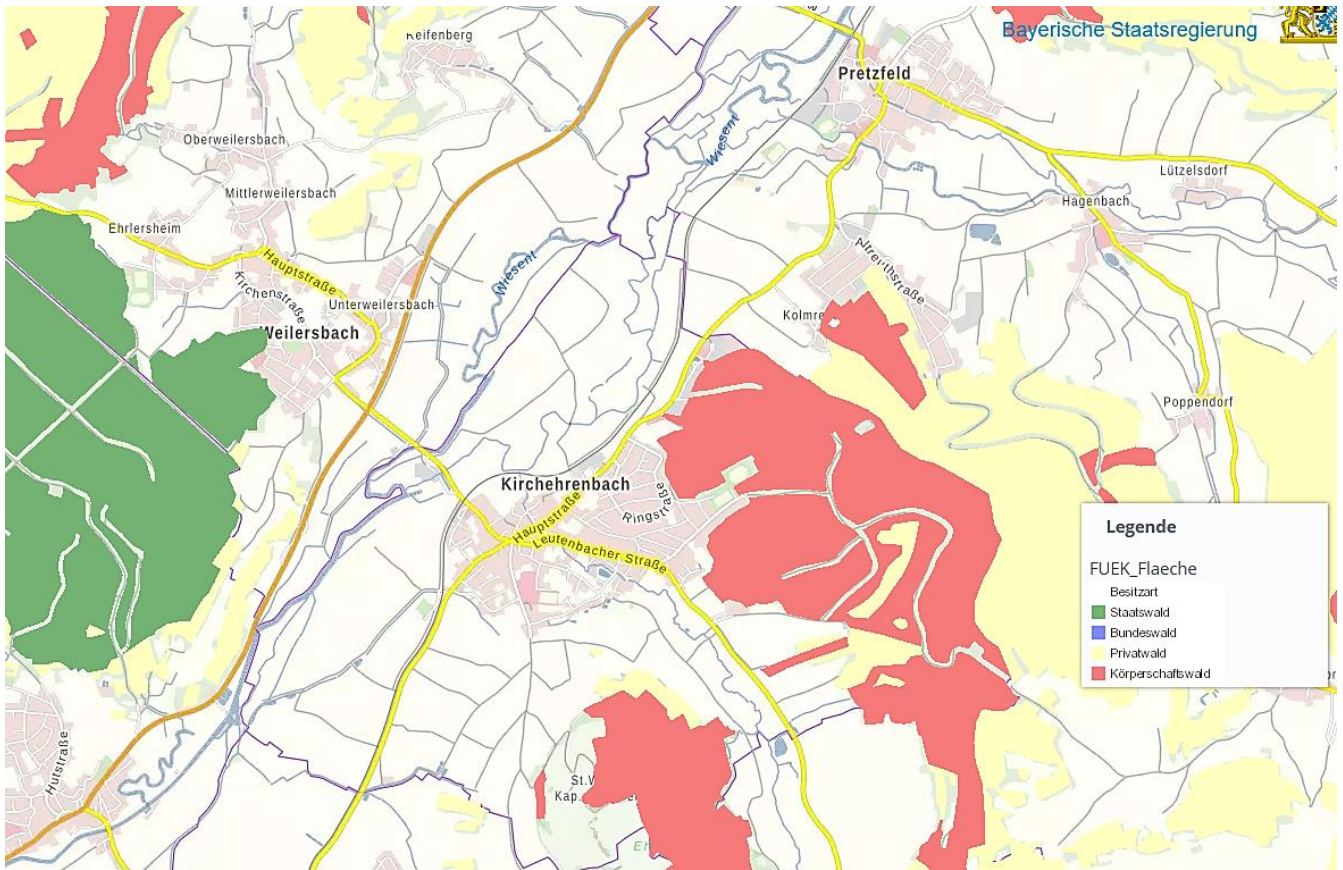 Bayerische Staatsregierung
Reifenberg
Pretzfeld
Wiesent
Oberweilersbach
Lützelsdorf
Mittlerweilersbach
Hagenbach
Ehrlersheim
Hauptstraße
Wiesent
Kirchenstraße
Unterweilersbach
Weilersbach
Kolmre
Poppendorf
Kirchehrenbach
Ringstraße
Hauptstraße
Leutenbacher Straße
Legende
FUEK_Flaeche
Besitzart
Staatswald
Bundeswald
Privatwald
Körperschaftswald
Hutstraße
St.W
Kap.